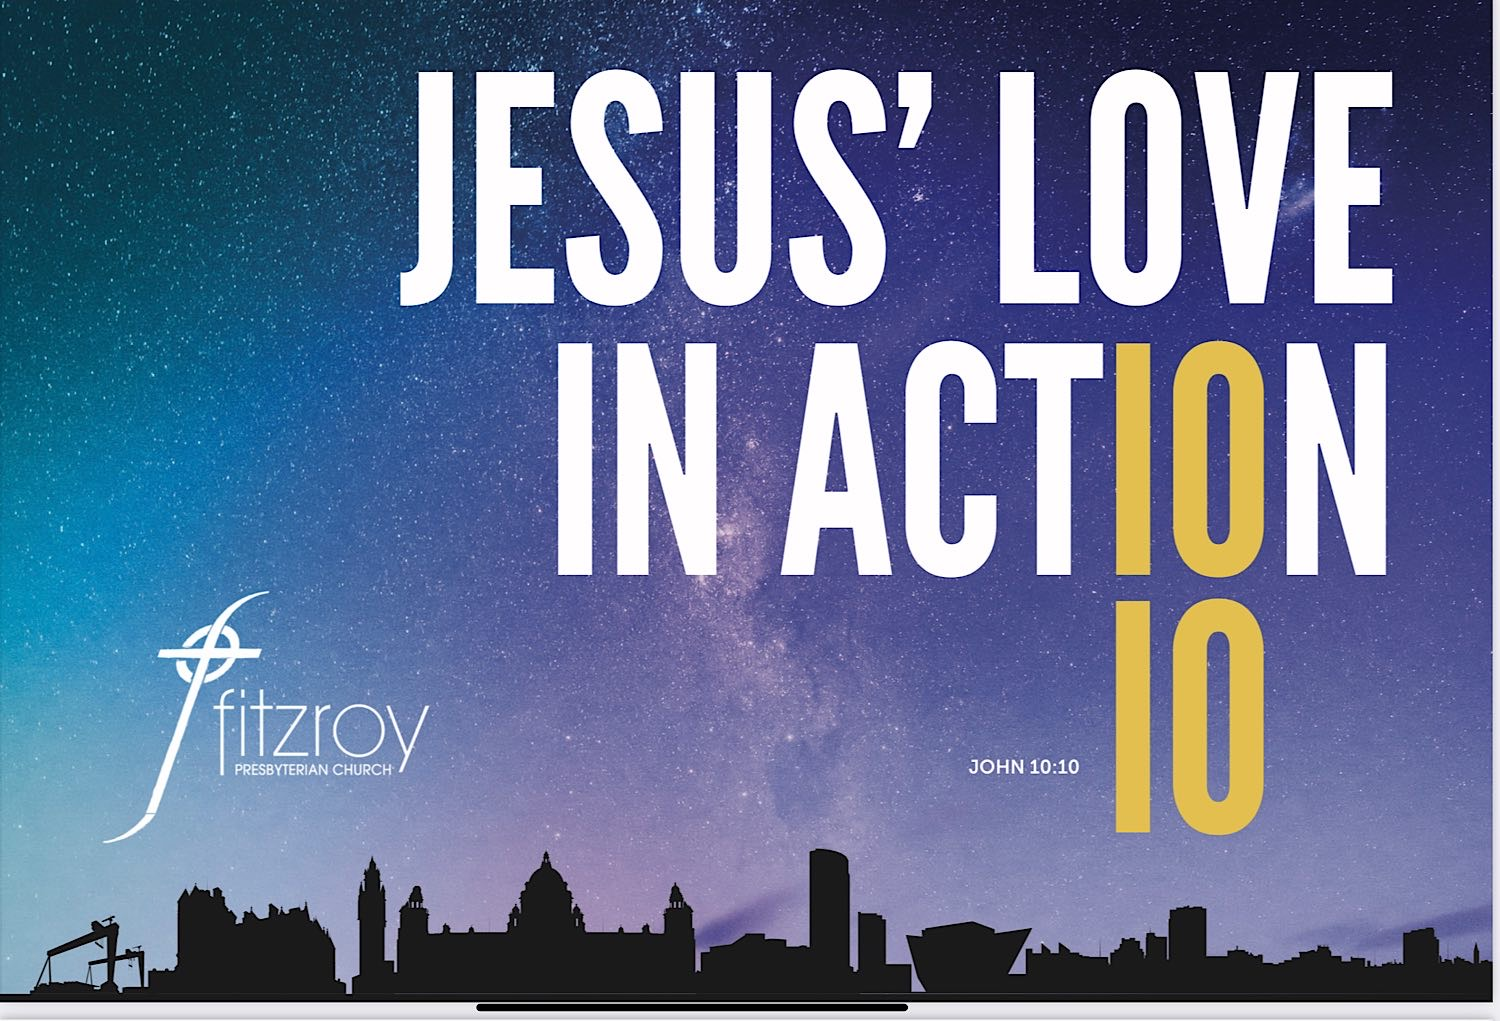 JESUS’ LOVE
IN ACTION
10
JOHN 10:10
fitzroy
PRESBYTERIAN CHURCH